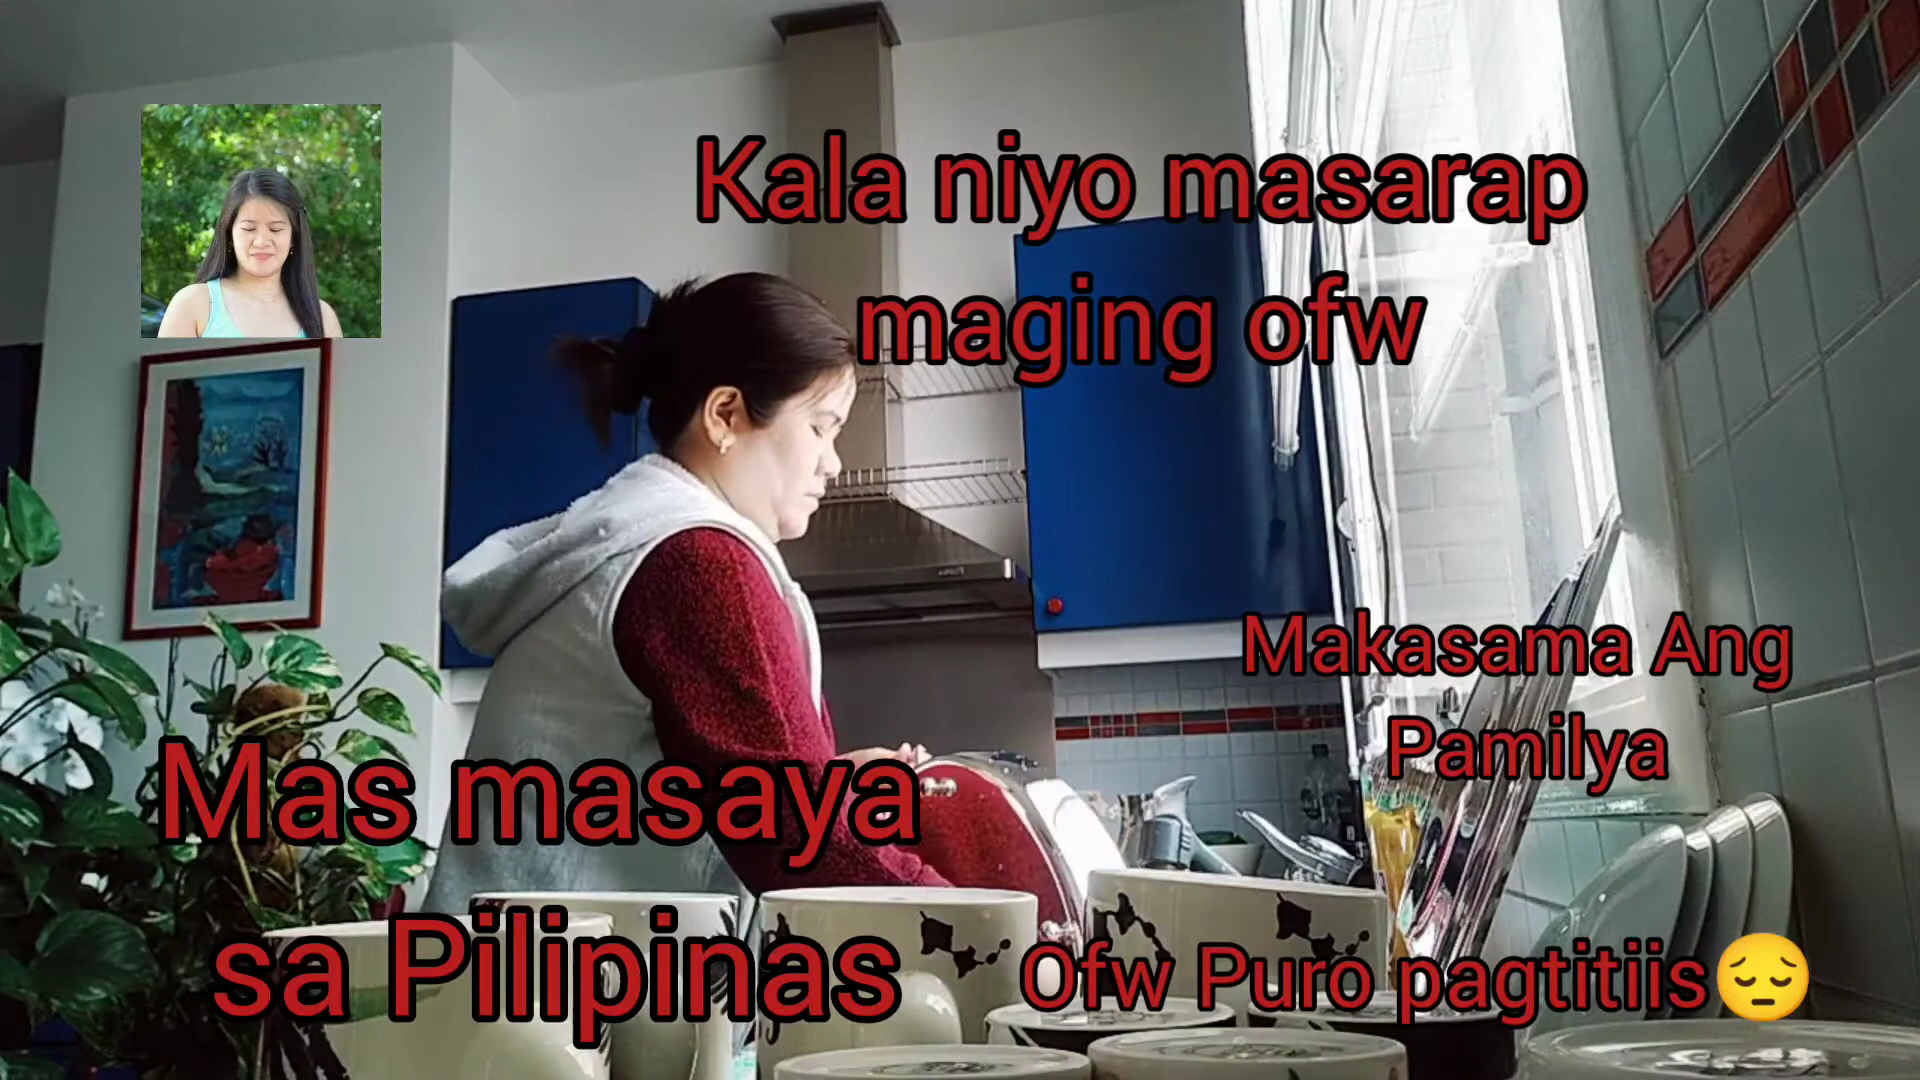 Kala niyo masarap
maging ofw
Makasama Ang
Pamilya
Mas masaya
sa Pilipinas
Ofw Puro pagtitiis😔